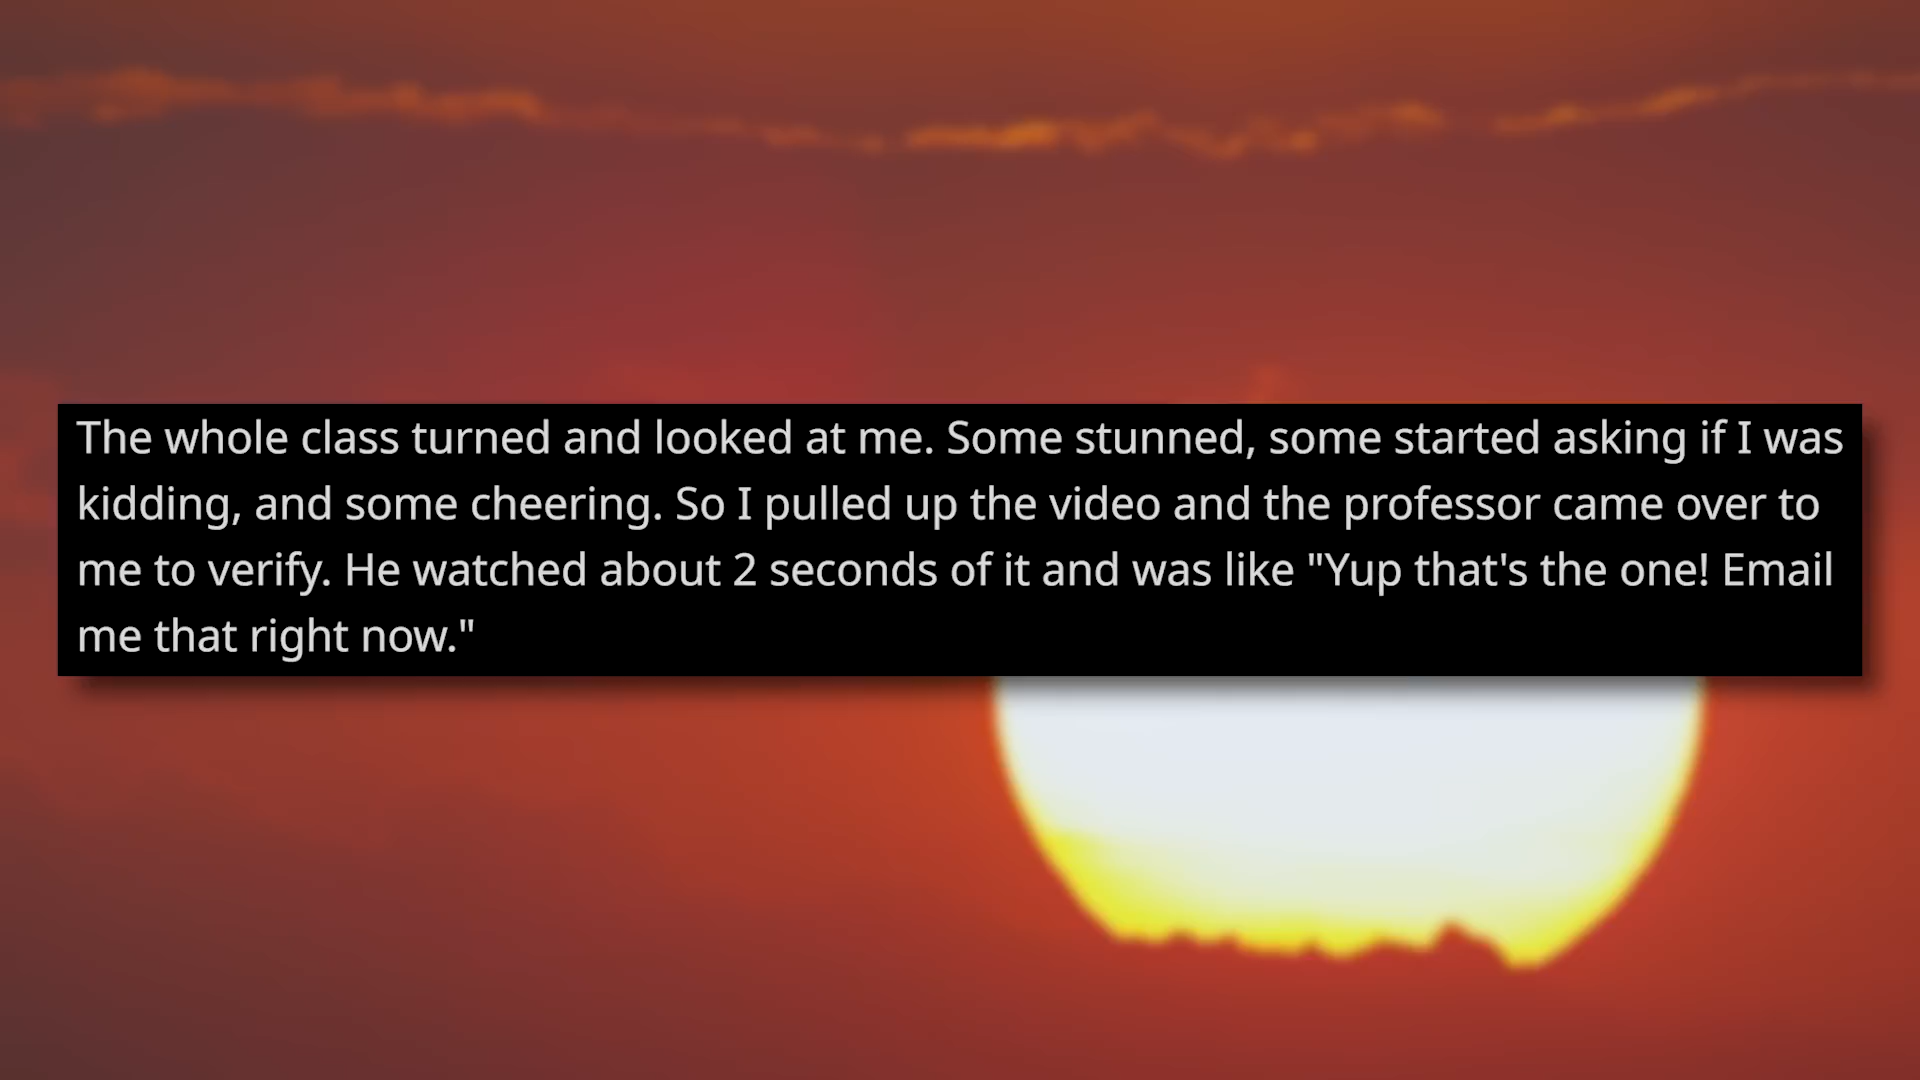 The whole class turned and looked at me. Some stunned, some started asking if I was
kidding, and some cheering. So I pulled up the video and the professor came over to
me to verify. He watched about 2 seconds of it and was like "Yup that's the one! Email
me that right now."